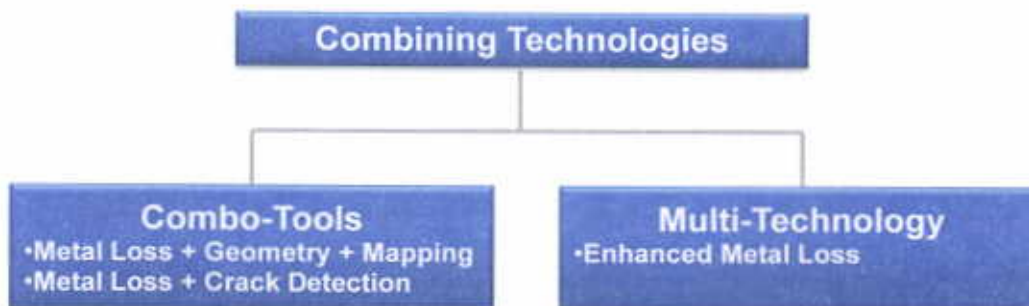 Combining Technologies
Combo-Tools
•Metal Loss + Geometry + Mapping
•Metal Loss + Crack Detection
Multi-Technology
•Enhanced Metal Loss